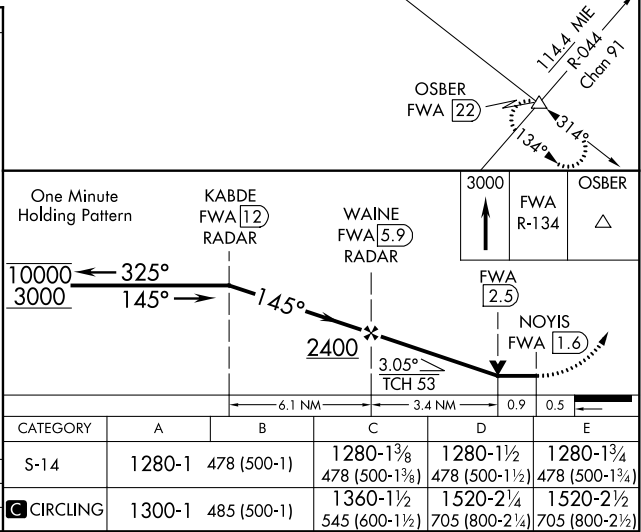 114.4 MIE
R-044
Chan 91
OSBER
FWA 22
314°
134°
One Minute
Holding Pattern
KABDE
FWA 12
RADAR
WAINE
FWA 5.9
RADAR
3000
FWA
R-134
OSBER
10000
3000
325°
145°
145°
2400
3.05°
TCH 53
FWA
2.5
NOYIS
FWA 1.6
6.1 NM
3.4 NM
0.9
0.5
CATEGORY A B C D E
S-14 1280-1 478 (500-1) 1280-1⅜ 1280-1½ 1280-1¾
478 (500-1⅜) 478 (500-1½) 478 (500-1¾)
C CIRCLING 1300-1 485 (500-1) 1360-1½ 1520-2¼ 1520-2½
545 (600-1½) 705 (800-2¼) 705 (800-2½)